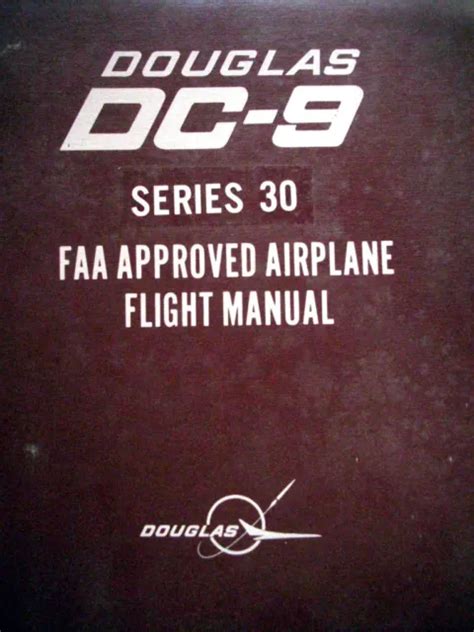 DOUGLAS
DC-9
SERIES 30
FAA APPROVED AIRPLANE
FLIGHT MANUAL
DOUGLAS